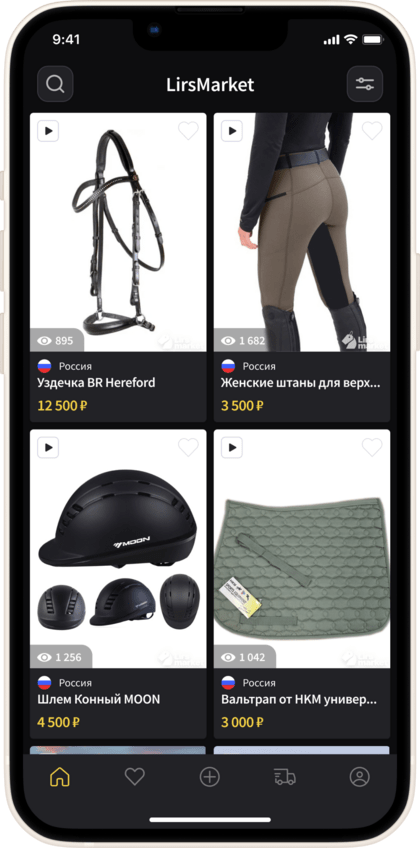 9:41
LirsMarket
895
1 682
Россия
Уздечка BR Hereford
12 500 ₽
Россия
Женские штаны для верх...
3 500 ₽
MOON
1 256
1 042
Россия
Шлем Конный MOON
4 500 ₽
Россия
Вальтрап от HKM универ...
3 000 ₽